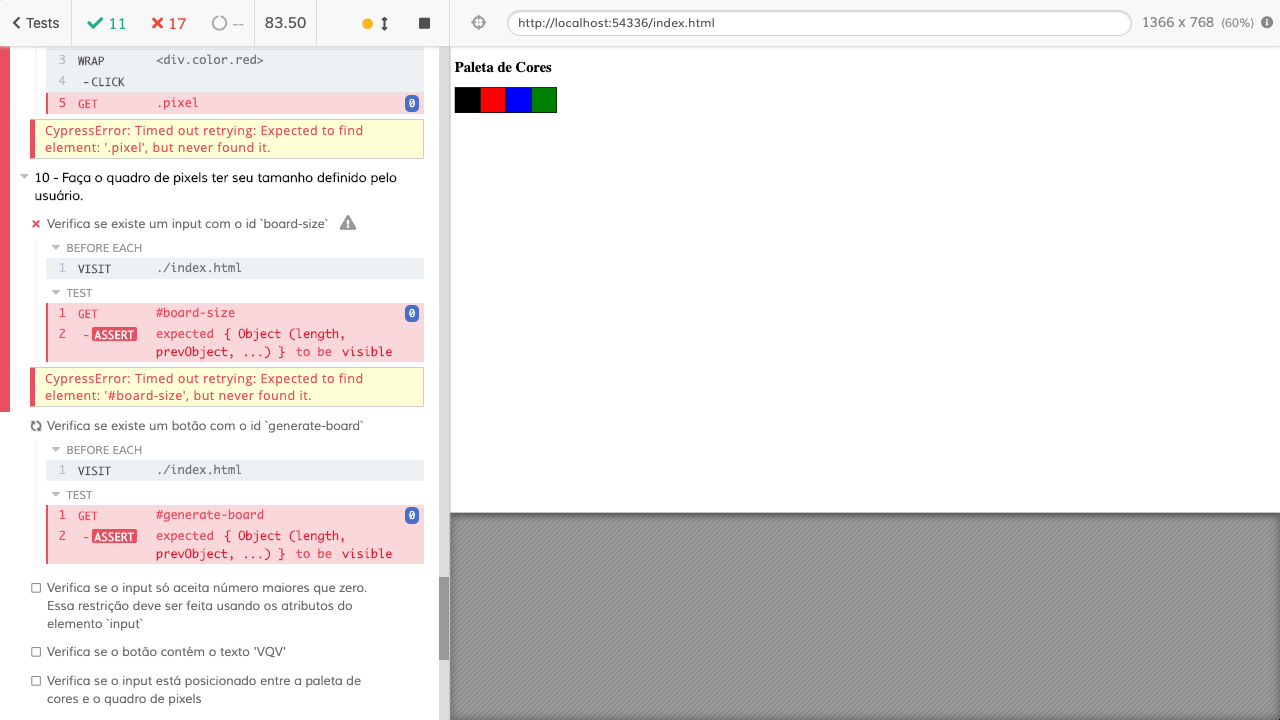 Tests 11 17 -- 83.50 http://localhost:54336/index.html 1366 x 768 (60%)
3 WRAP <div.color.red>
4 -CLICK
5 GET .pixel 0
CypressError: Timed out retrying: Expected to find
element: '.pixel', but never found it.
10 - Faça o quadro de pixels ter seu tamanho definido pelo
usuário.
Verifica se existe um input com o id `board-size`
BEFORE EACH
1 VISIT ./index.html
TEST
1 GET #board-size 0
2 -ASSERT expected { Object (length,
prevObject, ...) } to be visible
CypressError: Timed out retrying: Expected to find
element: '#board-size', but never found it.
Verifica se existe um botão com o id `generate-board`
BEFORE EACH
1 VISIT ./index.html
TEST
1 GET #generate-board 0
2 -ASSERT expected { Object (length,
prevObject, ...) } to be visible
Verifica se o input só aceita número maiores que zero.
Essa restrição deve ser feita usando os atributos do
elemento `input`
Verifica se o botão contém o texto 'VQV'
Verifica se o input está posicionado entre a paleta de
cores e o quadro de pixels
Paleta de Cores